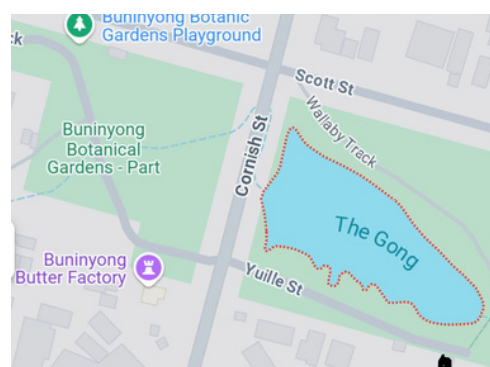 Buninyong Botanic
Gardens Playground
Scott St
Wallaby Track
Buninyong
Botanical
Gardens - Part
Cornish St
The Gong
Buninyong
Butter Factory
Yuille St